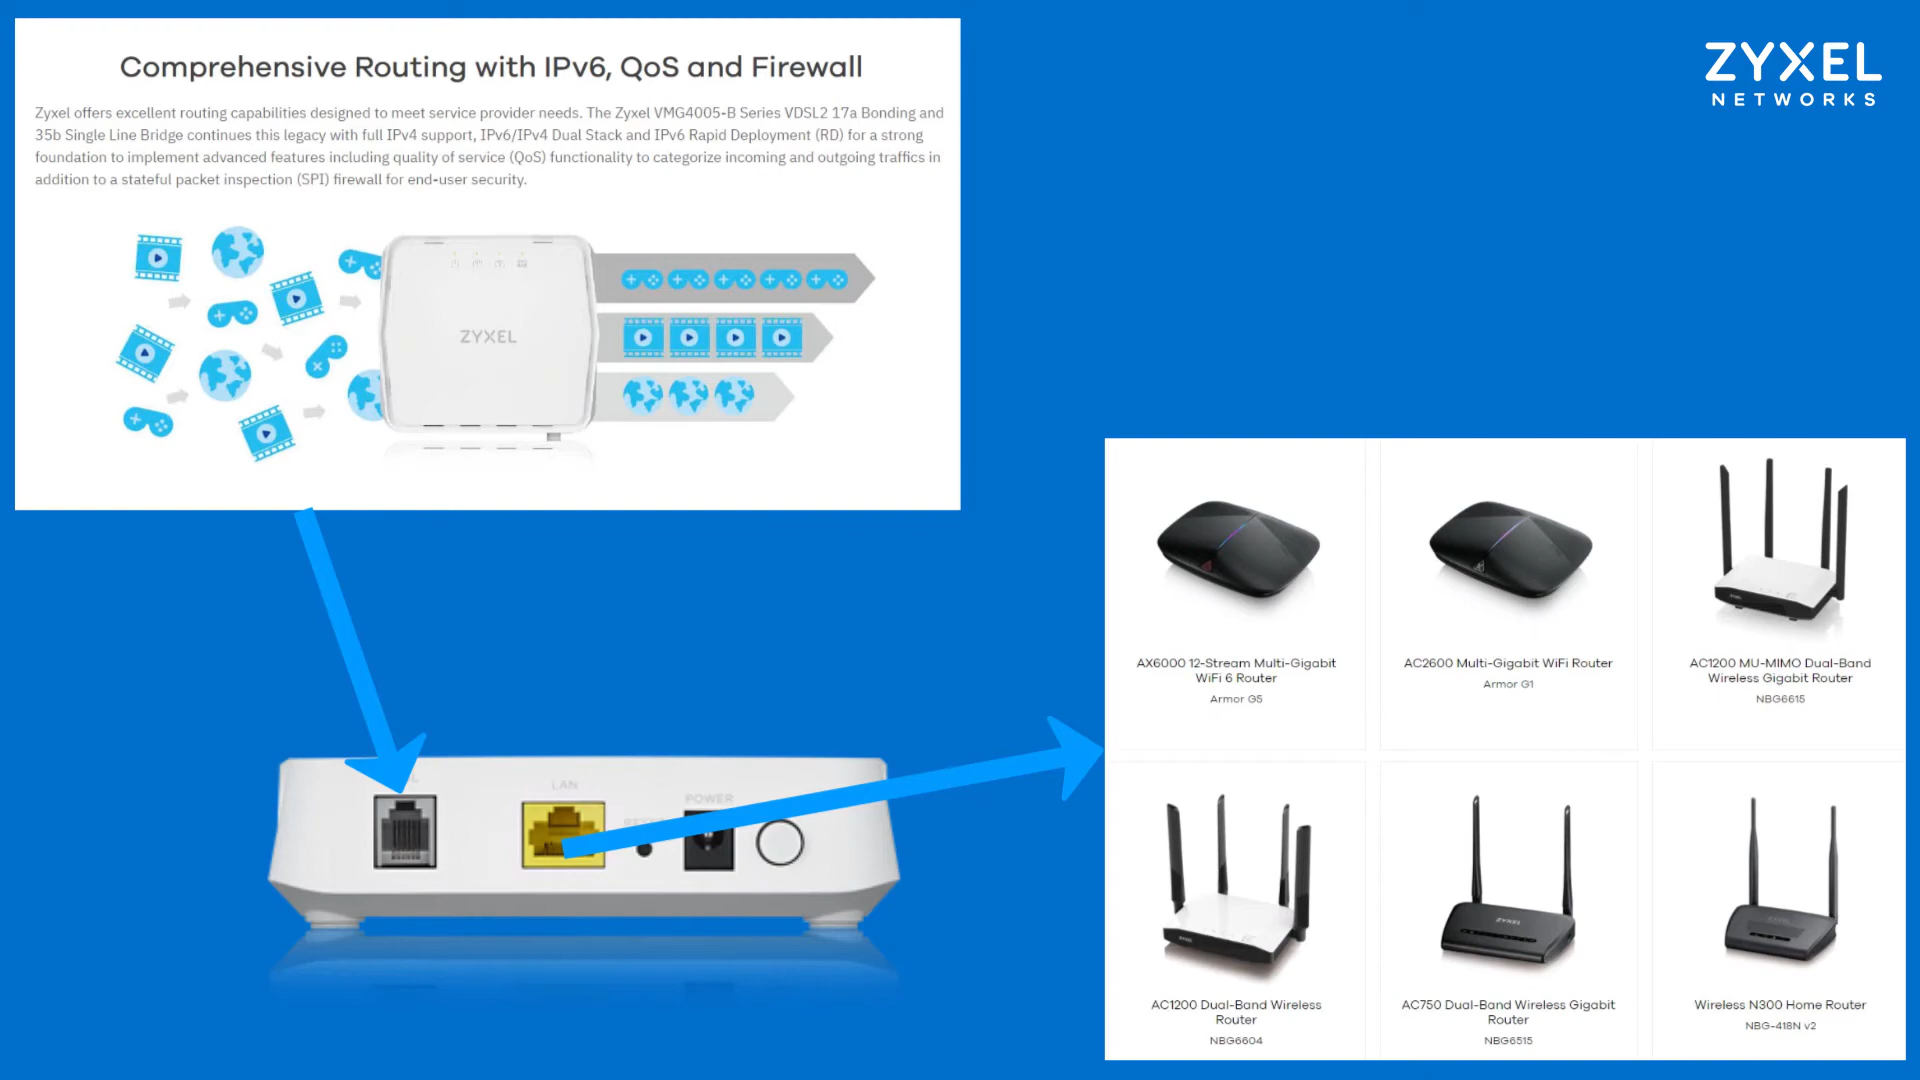 Comprehensive Routing with IPv6, QoS and Firewall
Zyxel offers excellent routing capabilities designed to meet service provider needs. The Zyxel VMG4005-B Series VDSL2 17a Bonding and
35b Single Line Bridge continues this legacy with full IPv4 support, IPv6/IPv4 Dual Stack and IPv6 Rapid Deployment (RD) for a strong
foundation to implement advanced features including quality of service (QoS) functionality to categorize incoming and outgoing traffics in
addition to a stateful packet inspection (SPI) firewall for end-user security.
ZYXEL
ZYXEL
NETWORKS
LAN
POWER
AX6000 12-Stream Multi-Gigabit
WiFi 6 Router
Armor G5
AC2600 Multi-Gigabit WiFi Router
Armor G1
ZYXEL
AC1200 MU-MIMO Dual-Band
Wireless Gigabit Router
NBG6615
ZYXEL
AC1200 Dual-Band Wireless
Router
NBG6604
ZYXEL
AC750 Dual-Band Wireless Gigabit
Router
NBG6515
ZYXEL
Wireless N300 Home Router
NBG-418N v2